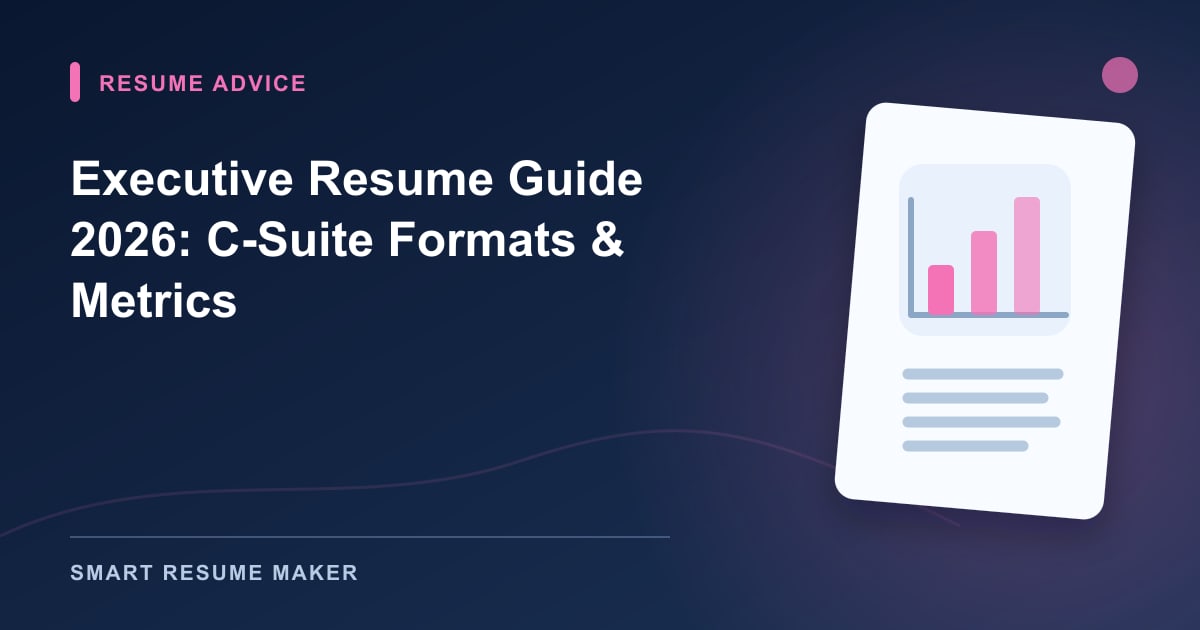 RESUME ADVICE
Executive Resume Guide
2026: C-Suite Formats &
Metrics
SMART RESUME MAKER